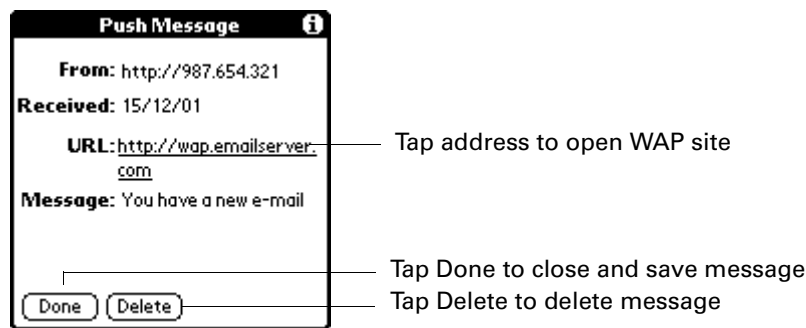 Push Message i
From: http://987.654.321
Received: 15/12/01
URL: http://wap.emailserver.
com
Message: You have a new e-mail
Done Delete
Tap address to open WAP site
Tap Done to close and save message
Tap Delete to delete message